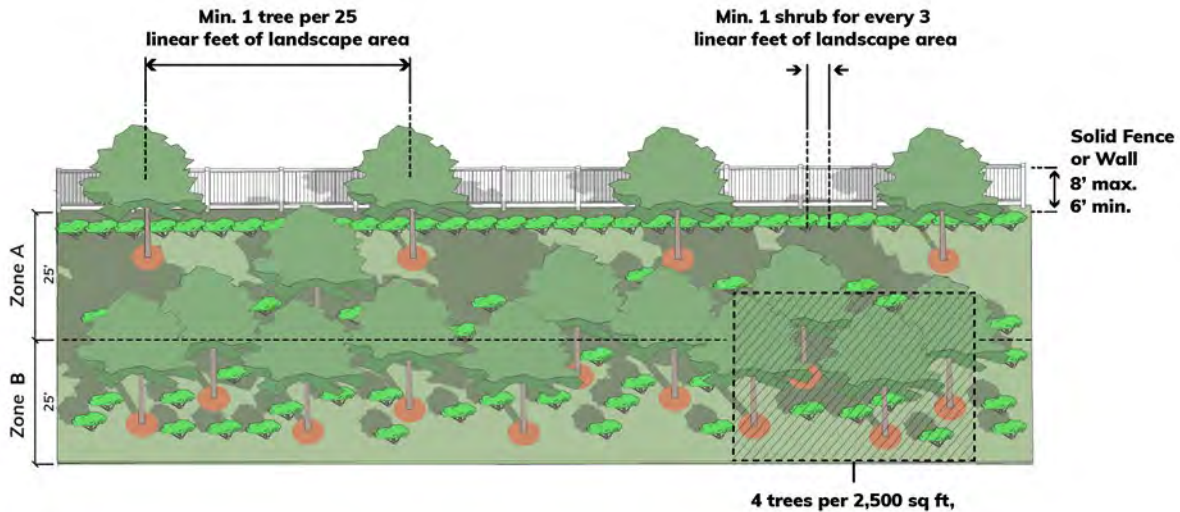 Min. 1 tree per 25
linear feet of landscape area
Min. 1 shrub for every 3
linear feet of landscape area
Solid Fence
or Wall
8' max.
6' min.
Zone A
25'
Zone B
25'
4 trees per 2,500 sq ft,